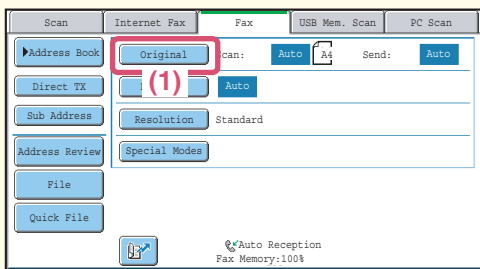 Scan Internet Fax Fax USB Mem. Scan PC Scan
Address Book Original Scan: Auto A4 Send: Auto
Direct TX (1) Auto
Sub Address Resolution Standard
Address Review Special Modes
File
Quick File
Auto Reception
Fax Memory:100%